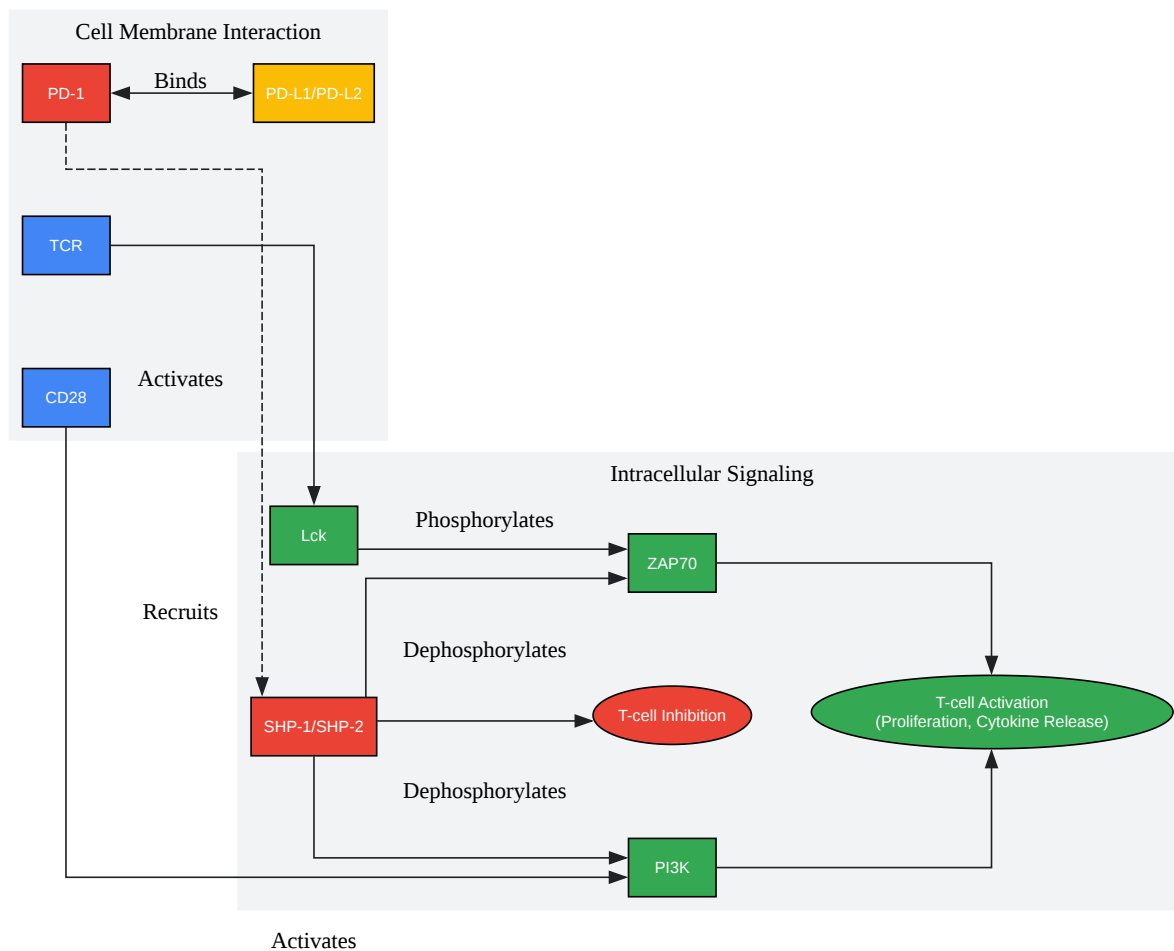 Cell Membrane Interaction
PD-1
Binds
PD-L1/PD-L2
TCR
Activates
CD28
Intracellular Signaling
Lck
Phosphorylates
ZAP70
Recruits
Dephosphorylates
SHP-1/SHP-2
T-cell Inhibition
T-cell Activation
(Proliferation, Cytokine Release)
Dephosphorylates
PI3K
Activates